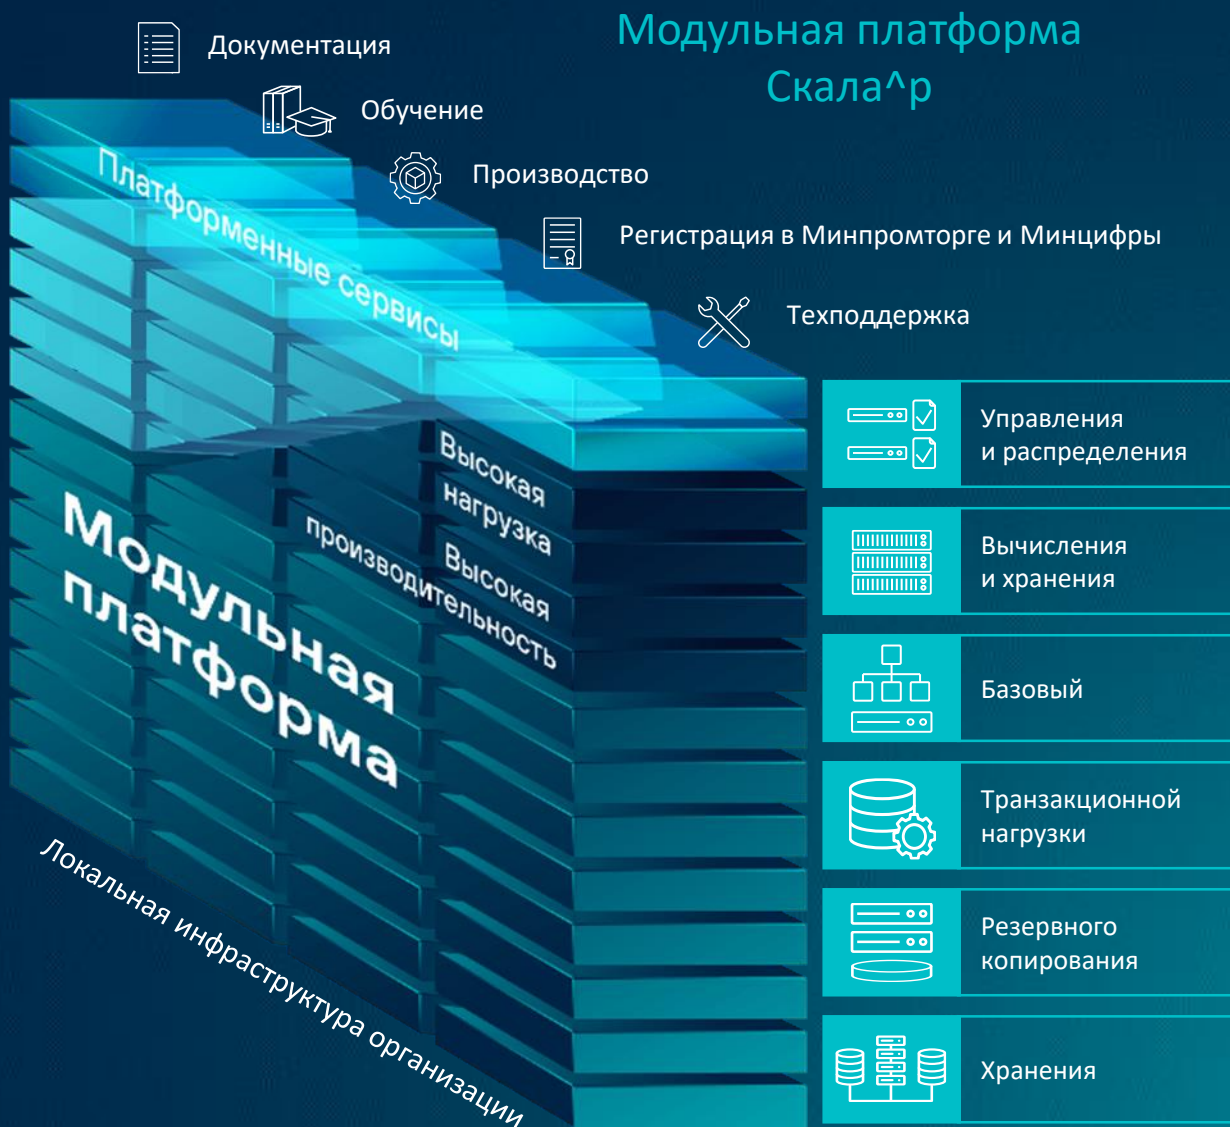 Модульная платформа
Скала^р
Документация
Обучение
Производство
Регистрация в Минпромторге и Минцифры
Техподдержка
Платформенные сервисы
Высокая
нагрузка
Высокая
производительность
Модульная
платформа
Локальная инфраструктура организации
Управления
и распределения
Вычисления
и хранения
Базовый
Транзакционной
нагрузки
Резервного
копирования
Хранения